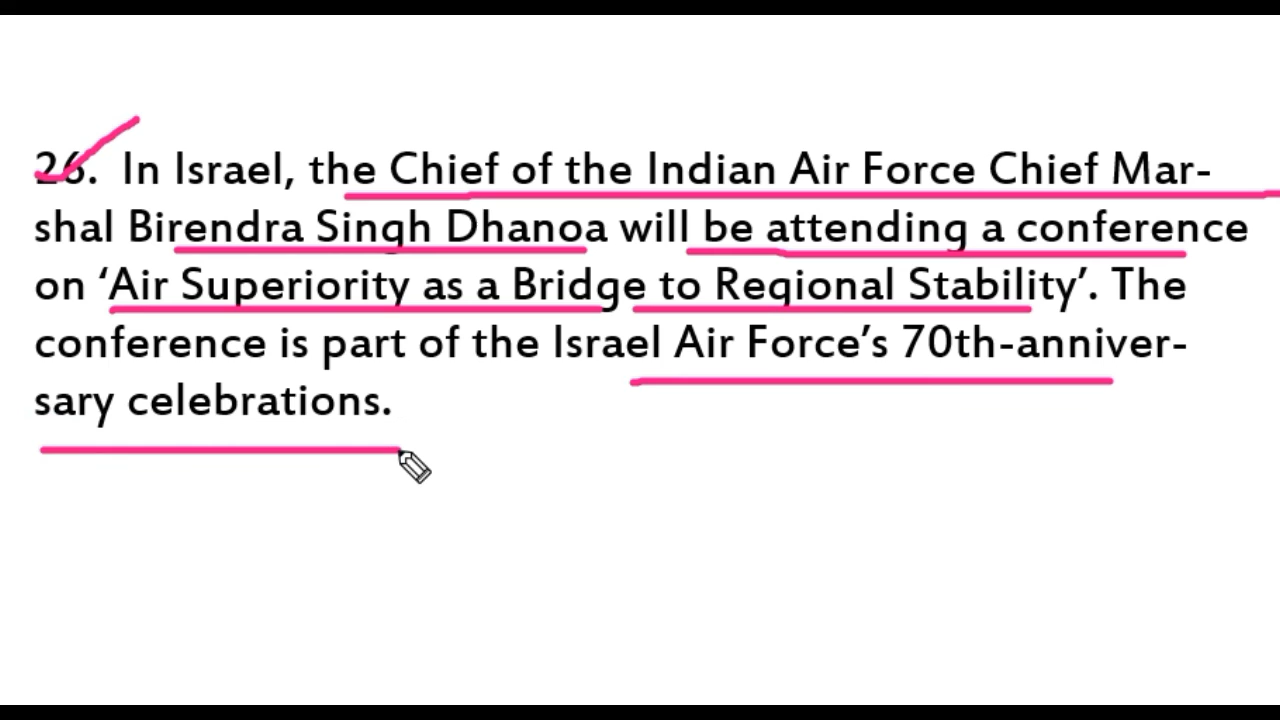 26. In Israel, the Chief of the Indian Air Force Chief Mar-
shal Birendra Singh Dhanoa will be attending a conference
on ‘Air Superiority as a Bridge to Regional Stability’. The
conference is part of the Israel Air Force’s 70th-anniver-
sary celebrations.